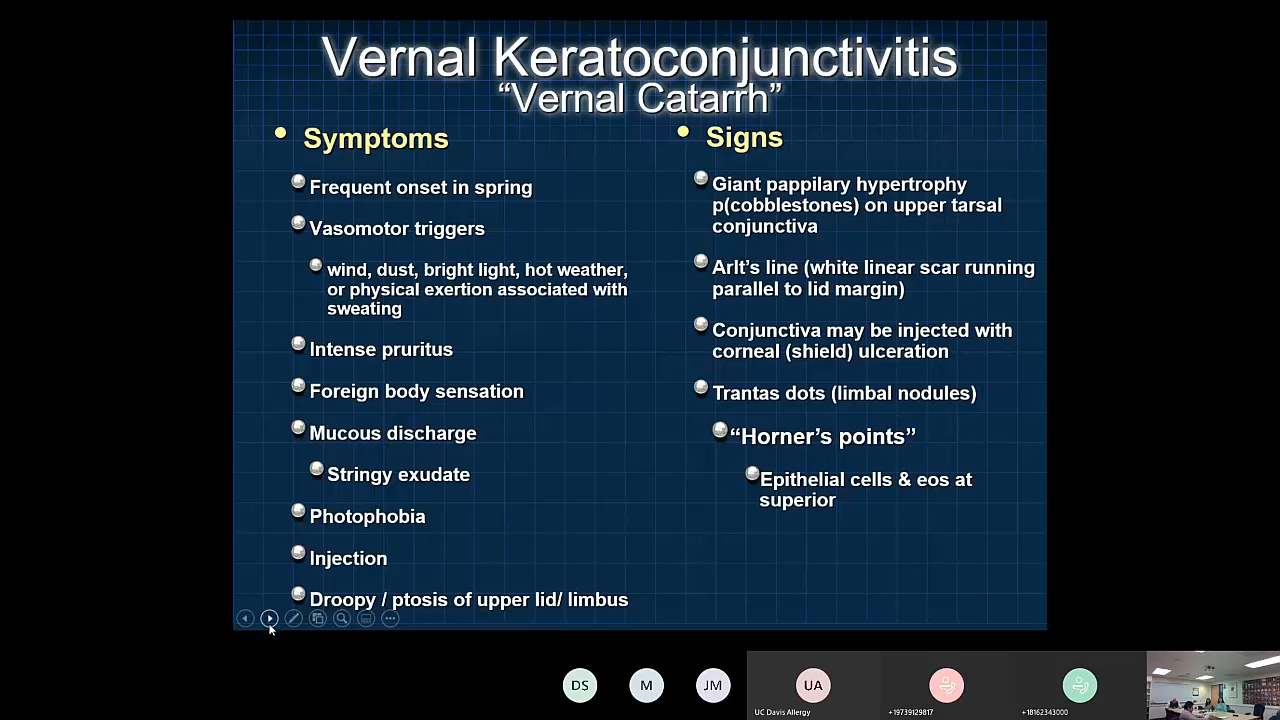 Vernal Keratoconjunctivitis
“Vernal Catarrh”
Symptoms
Frequent onset in spring
Vasomotor triggers
wind, dust, bright light, hot weather,
or physical exertion associated with
sweating
Intense pruritus
Foreign body sensation
Mucous discharge
Stringy exudate
Photophobia
Injection
Droopy / ptosis of upper lid/ limbus
Signs
Giant pappilary hypertrophy
p(cobblestones) on upper tarsal
conjunctiva
Arlt’s line (white linear scar running
parallel to lid margin)
Conjunctiva may be injected with
corneal (shield) ulceration
Trantas dots (limbal nodules)
“Horner’s points”
Epithelial cells & eos at
superior
DS
M
JM
UA
UC Davis Allergy
+19739129817
+18162343000